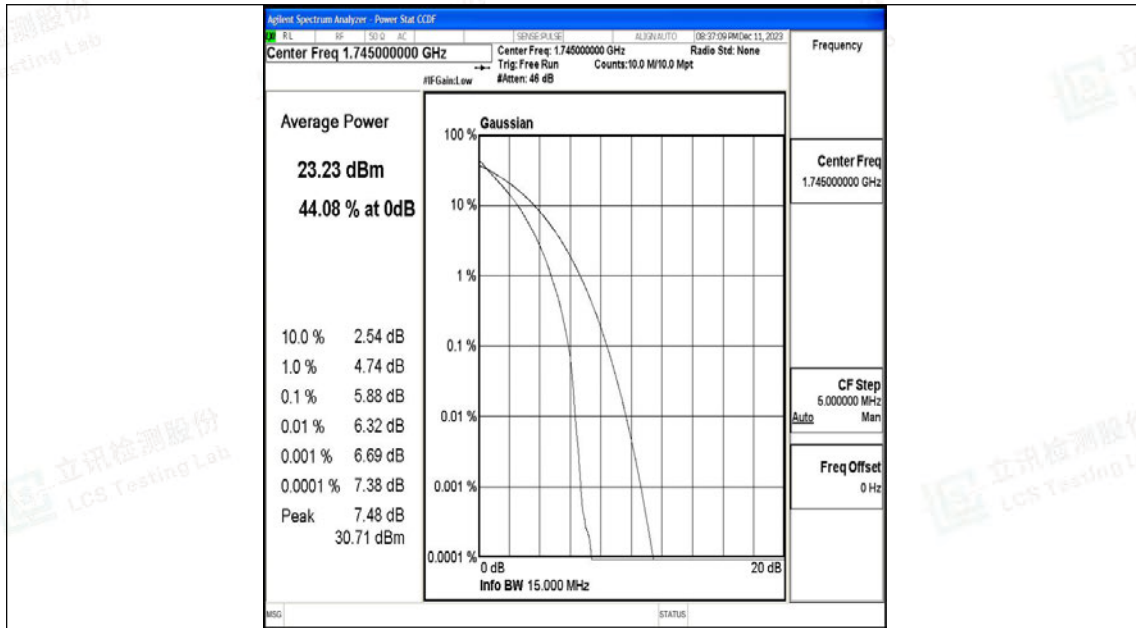 Agilent Spectrum Analyzer - Power Stat CCDF
RL RF 50 Ω AC SENSE:PULSE ALIGNAUTO 08:37:09 PM Dec 11, 2023
Center Freq 1.745000000 GHz
Center Freq: 1.745000000 GHz Radio Std: None
Trig: Free Run Counts:10.0 M/10.0 Mpt
#IFGain:Low #Atten: 46 dB
Frequency
Average Power
23.23 dBm
44.08 % at 0dB
10.0 % 2.54 dB
1.0 % 4.74 dB
0.1 % 5.88 dB
0.01 % 6.32 dB
0.001 % 6.69 dB
0.0001 % 7.38 dB
Peak 7.48 dB
30.71 dBm
Gaussian
100 %
10 %
1 %
0.1 %
0.01 %
0.001 %
0.0001 %
0 dB 20 dB
Info BW 15.000 MHz
Center Freq
1.745000000 GHz
CF Step
5.000000 MHz
Auto Man
Freq Offset
0 Hz
MSG STATUS
立讯检测股份
LCS Testing Lab
立讯检测股份
LCS Testing L